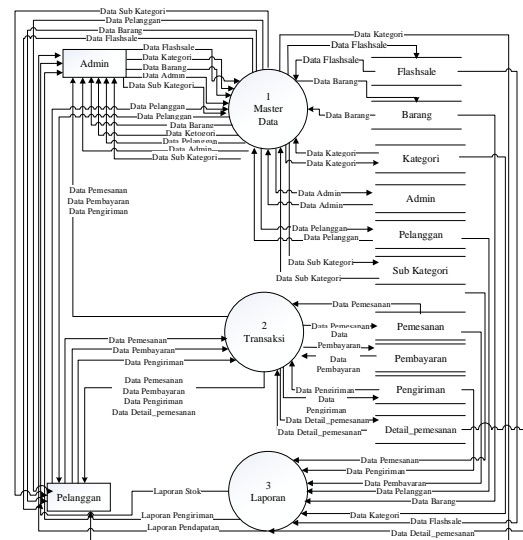 Data Sub Kategori
Data Pelanggan
Data Barang
Data Flashsale
Data Kategori
Data Flashsale
Data Flashsale
Data Flashsale
Data Kategori
Data Barang
Data Admin
Data Sub Kategori
Admin
Flashsale
1
Master
Data
Data Barang
Data Barang
Barang
Data Pelanggan
Data Pelanggan
Data Barang
Data Pelanggan
Data Admin
Data Sub Kategori
Data Kategori
Data Kategori
Kategori
Data Admin
Data Admin
Admin
Data Pelanggan
Data Pelanggan
Pelanggan
Data Sub Kategori
Data Sub Kategori
Sub Kategori
Data Pemesanan
Data Pembayaran
Data Pengiriman
2
Transaksi
Data Pemesanan
Data Pemesanan
Pemesanan
Data
Pembayaran
Data
Pembayaran
Pembayaran
Data Pemesanan
Data Pembayaran
Data Pengiriman
Data Pemesanan
Data Pembayaran
Data Pengiriman
Data Detail_pemesanan
Data Pengiriman
Data
Pengiriman
Pengiriman
Data Detail_pemesanan
Data Detail_pemesanan
Detail_pemesanan
3
Laporan
Data Pemesanan
Data Pengiriman
Data Pembayaran
Data Pelanggan
Data Barang
Data Kategori
Data Flashsale
Data Detail_pemesanan
Pelanggan
Laporan Stok
Laporan Pengiriman
Laporan Pendapatan